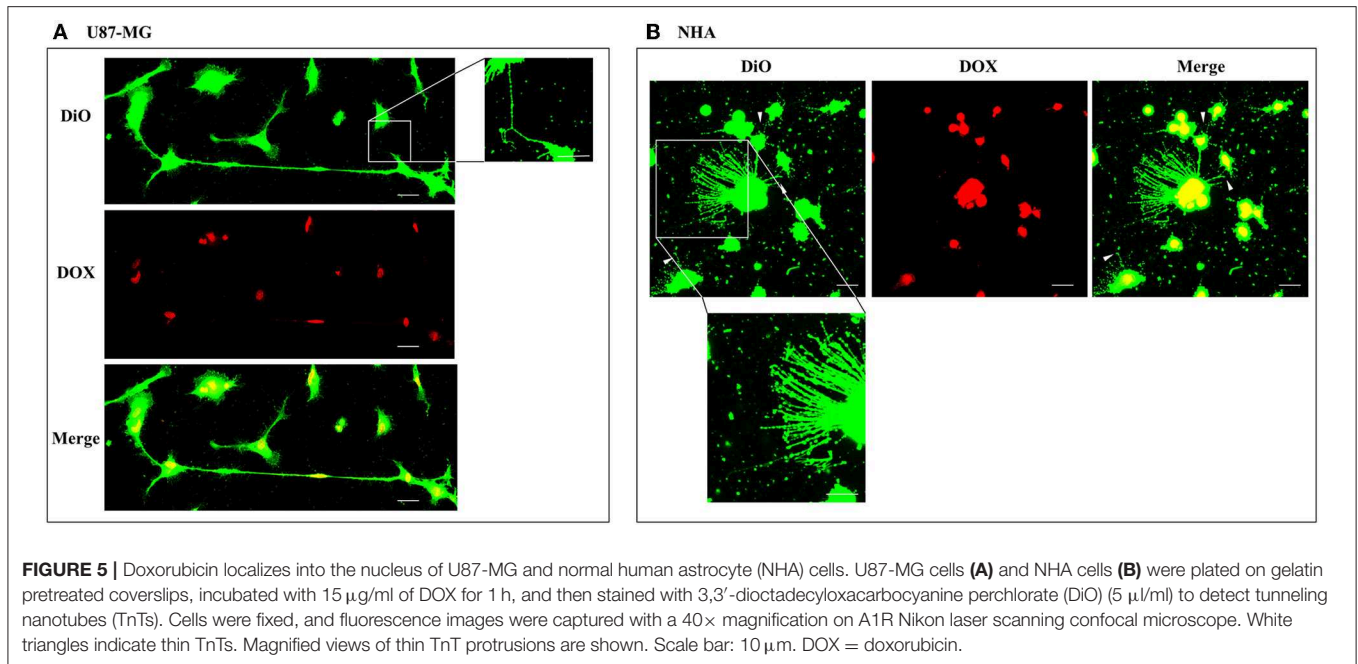 A U87-MG
B NHA
DiO
DOX
Merge
DiO
DOX
Merge
FIGURE 5 | Doxorubicin localizes into the nucleus of U87-MG and normal human astrocyte (NHA) cells. U87-MG cells (A) and NHA cells (B) were plated on gelatin
pretreated coverslips, incubated with 15 μg/ml of DOX for 1 h, and then stained with 3,3′-dioctadecyloxacarbocyanine perchlorate (DiO) (5 μl/ml) to detect tunneling
nanotubes (TnTs). Cells were fixed, and fluorescence images were captured with a 40× magnification on A1R Nikon laser scanning confocal microscope. White
triangles indicate thin TnTs. Magnified views of thin TnT protrusions are shown. Scale bar: 10 μm. DOX = doxorubicin.